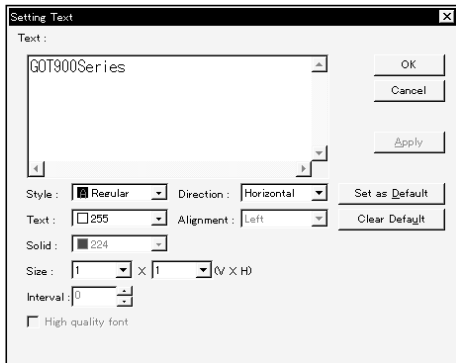 Setting Text
Text :
GOT900Series
OK
Cancel
Apply
Style : Regular Direction : Horizontal Set as Default
Text : 255 Alignment : Left Clear Default
Solid : 224
Size : 1 X 1 (V X H)
Interval : 0
High quality font